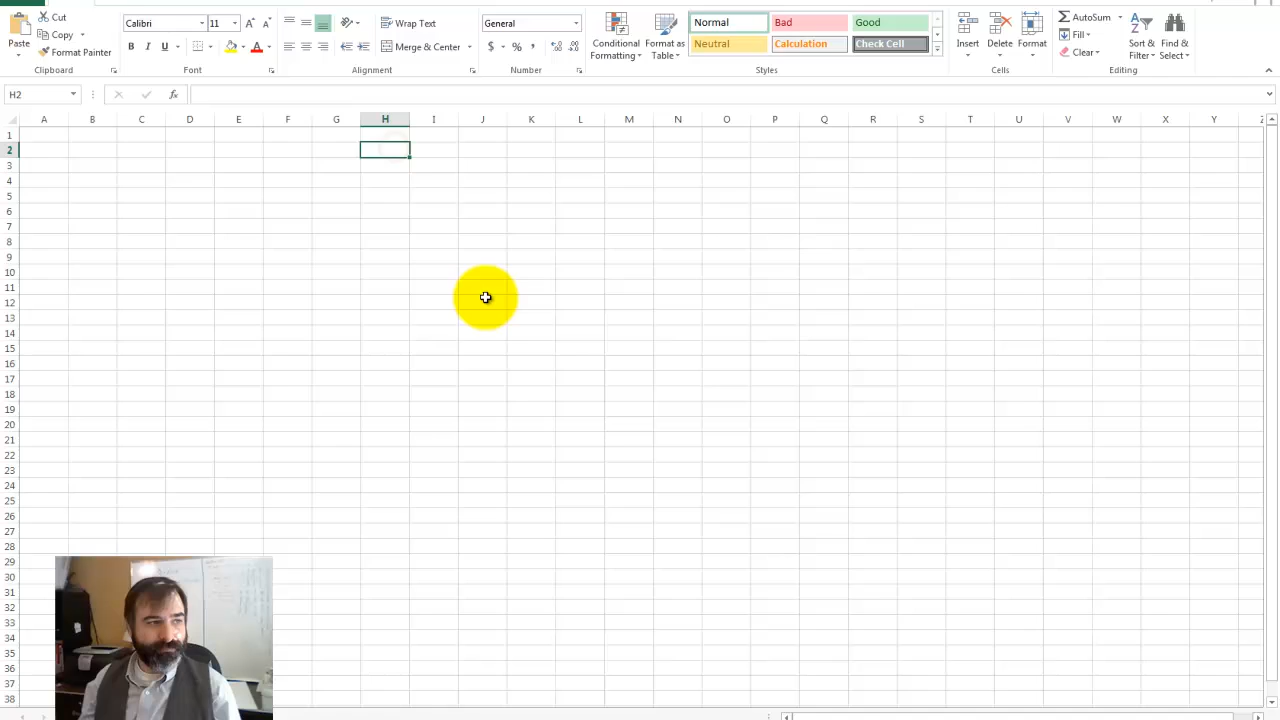 Cut
Copy
Format Painter
Paste
Clipboard
Calibri 11 A A
B I U A
Font
Wrap Text
Merge & Center
Alignment
General
$ % ,
Number
Conditional Formatting
Format as Table
Normal Bad Good
Neutral Calculation Check Cell
Styles
Insert Delete Format
Cells
AutoSum
Fill
Clear
Sort & Filter
Find & Select
Editing
H2 fx
A B C D E F G H I J K L M N O P Q R S T U V W X Y
1
2
3
4
5
6
7
8
9
10
11
12
13
14
15
16
17
18
19
20
21
22
23
24
25
26
27
28
29
30
31
32
33
34
35
36
37
38